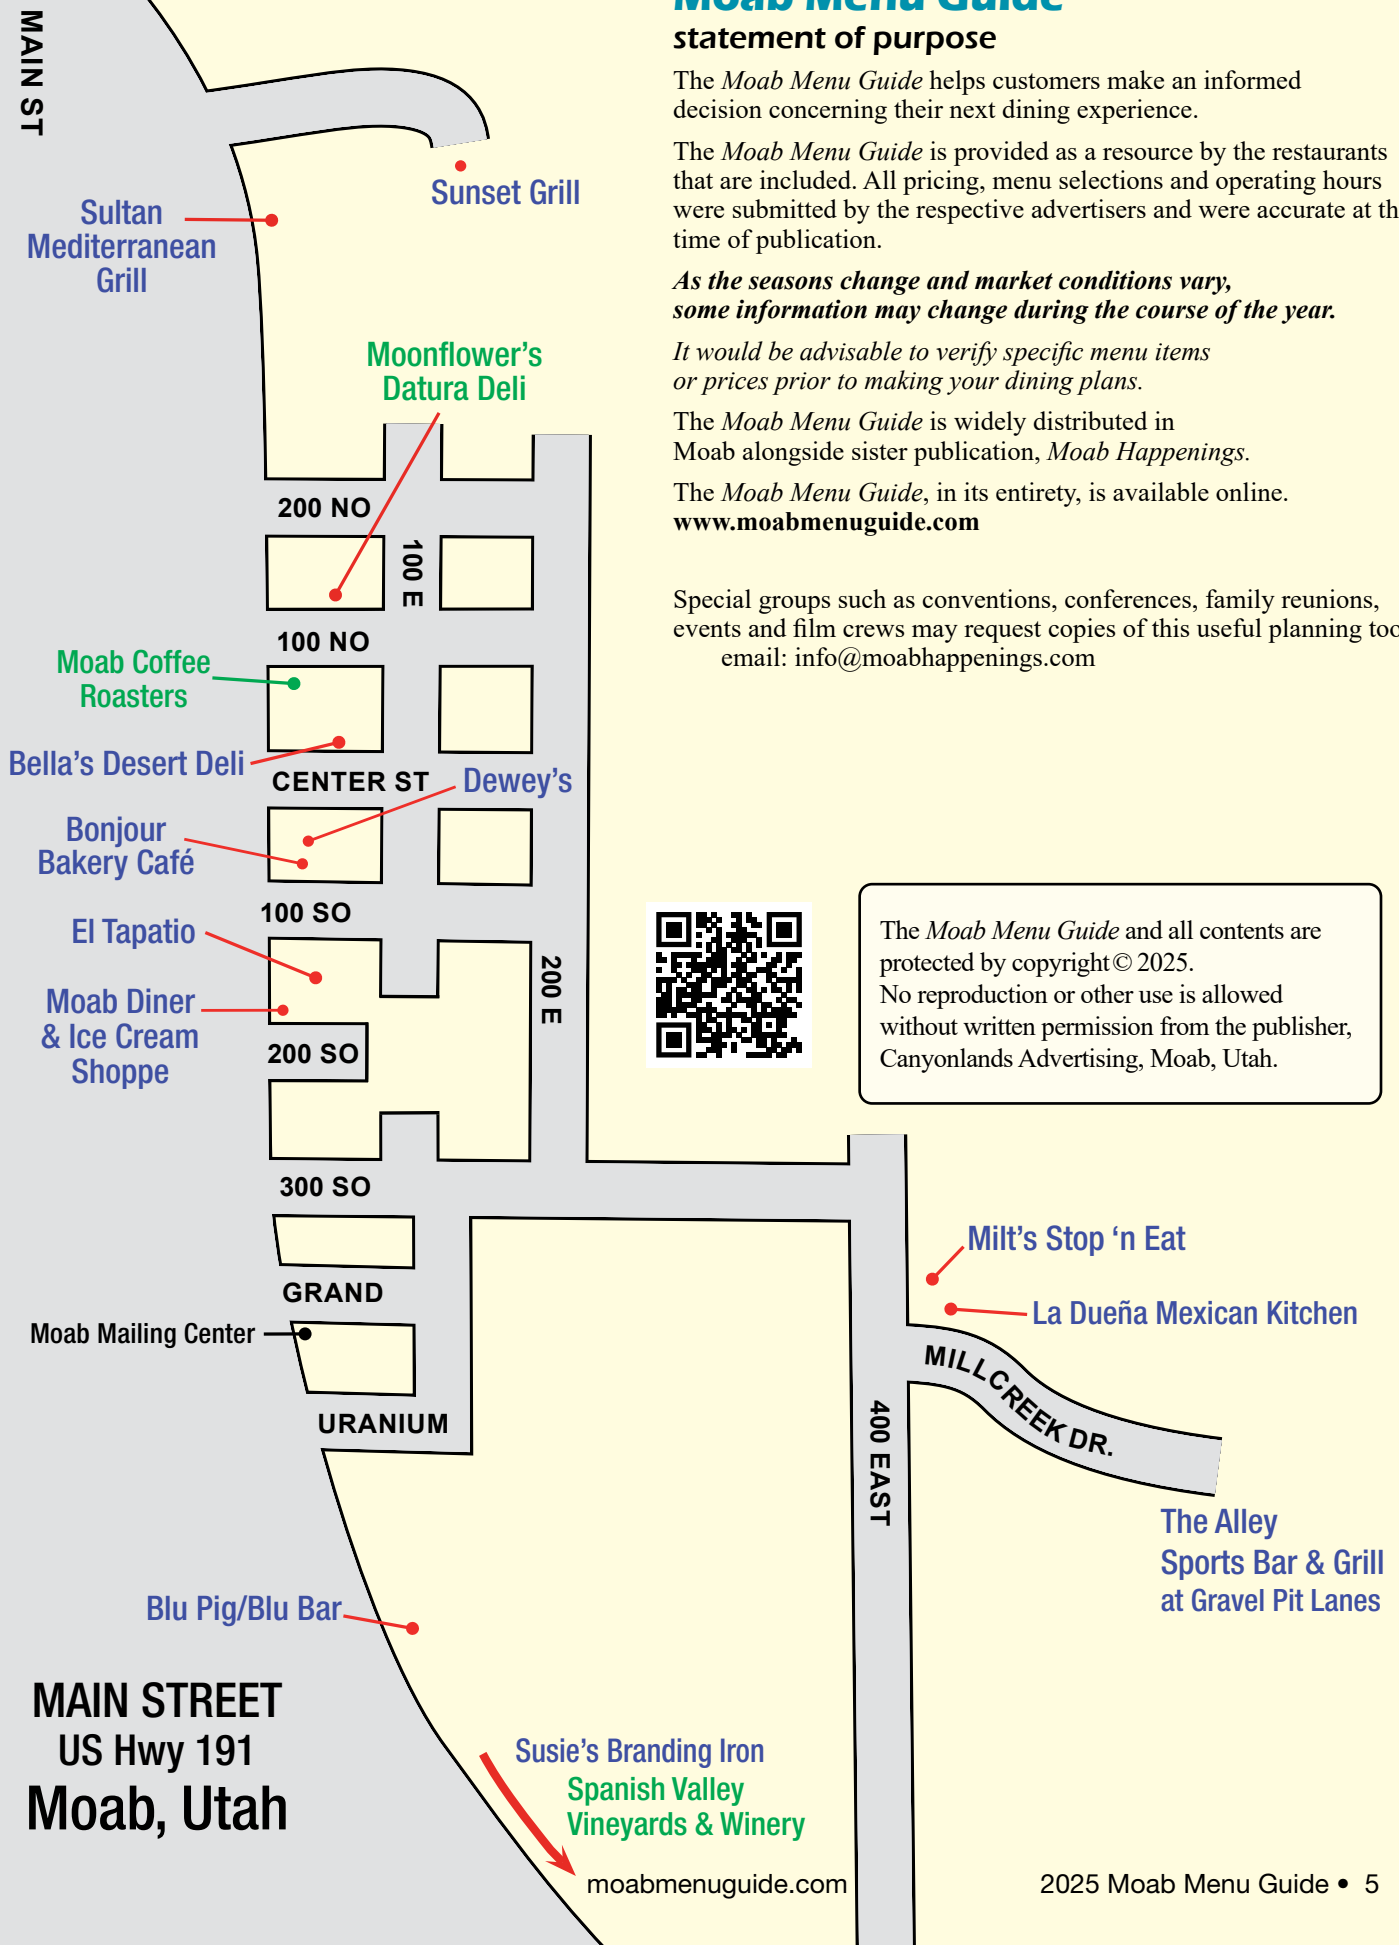 MAIN ST
Moab Menu Guide
statement of purpose
The Moab Menu Guide helps customers make an informed
decision concerning their next dining experience.
The Moab Menu Guide is provided as a resource by the restaurants
that are included. All pricing, menu selections and operating hours
were submitted by the respective advertisers and were accurate at th
time of publication.
As the seasons change and market conditions vary,
some information may change during the course of the year.
It would be advisable to verify specific menu items
or prices prior to making your dining plans.
The Moab Menu Guide is widely distributed in
Moab alongside sister publication, Moab Happenings.
The Moab Menu Guide, in its entirety, is available online.
www.moabmenuguide.com
Special groups such as conventions, conferences, family reunions,
events and film crews may request copies of this useful planning too
email: info@moabhappenings.com
Sunset Grill
Sultan
Mediterranean
Grill
Moonflower's
Datura Deli
200 NO
100 E
100 NO
Moab Coffee
Roasters
Bella's Desert Deli
CENTER ST
Dewey's
Bonjour
Bakery Café
100 SO
El Tapatio
200 E
Moab Diner
& Ice Cream
Shoppe
200 SO
The Moab Menu Guide and all contents are
protected by copyright © 2025.
No reproduction or other use is allowed
without written permission from the publisher,
Canyonlands Advertising, Moab, Utah.
300 SO
Milt's Stop ‘n Eat
GRAND
La Dueña Mexican Kitchen
Moab Mailing Center
MILLCREEK DR.
URANIUM
400 EAST
The Alley
Sports Bar & Grill
at Gravel Pit Lanes
Blu Pig/Blu Bar
MAIN STREET
US Hwy 191
Moab, Utah
Susie's Branding Iron
Spanish Valley
Vineyards & Winery
moabmenuguide.com
2025 Moab Menu Guide • 5